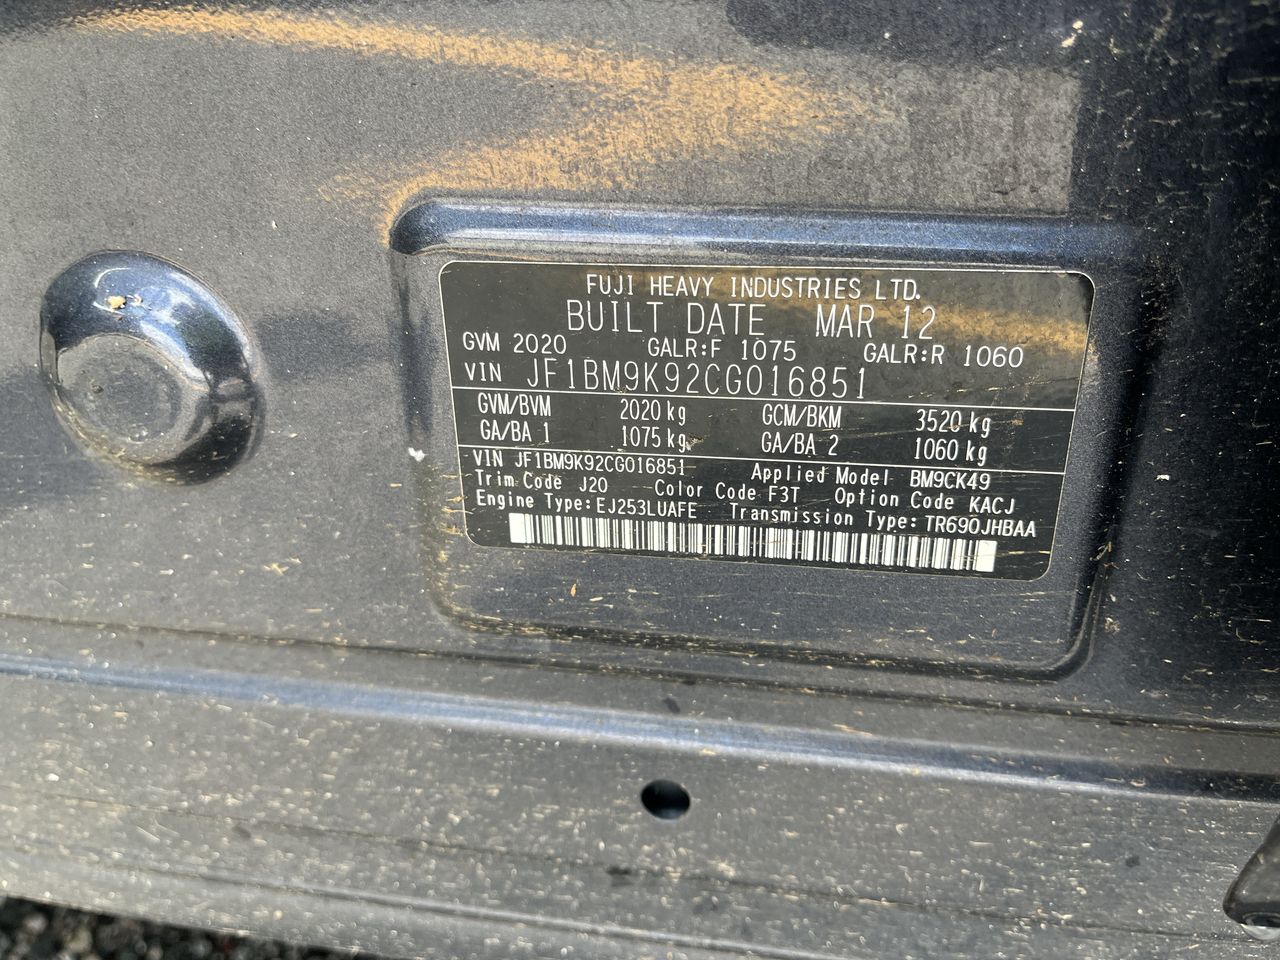 FUJI HEAVY INDUSTRIES LTD.
BUILT DATE MAR 12
GVM 2020 GALR:F 1075 GALR:R 1060
VIN JF1BM9K92CG016851
GVM/BVM 2020 kg GCM/BKM 3520 kg
GA/BA 1 1075 kg GA/BA 2 1060 kg
VIN JF1BM9K92CG016851 Applied Model BM9CK49
Trim Code J20 Color Code F3T Option Code KACJ
Engine Type:EJ253LUAFE Transmission Type:TR690JHBAA